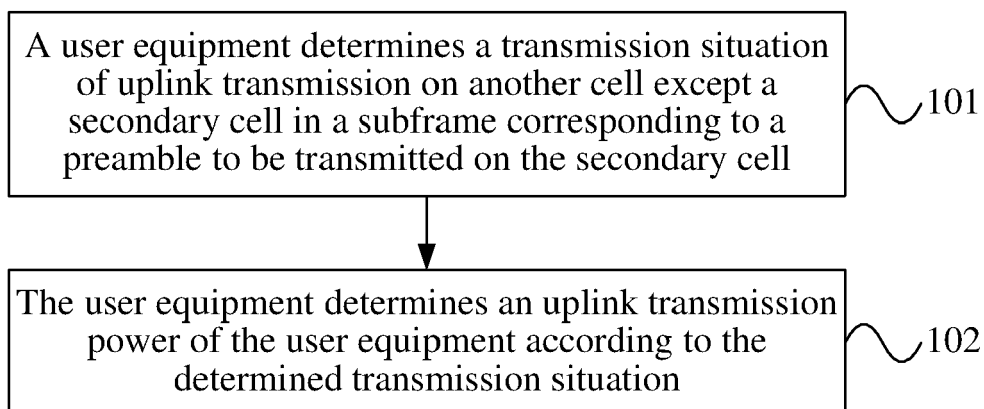 A user equipment determines a transmission situation
of uplink transmission on another cell except a
secondary cell in a subframe corresponding to a
preamble to be transmitted on the secondary cell
101
The user equipment determines an uplink transmission
power of the user equipment according to the
determined transmission situation
102